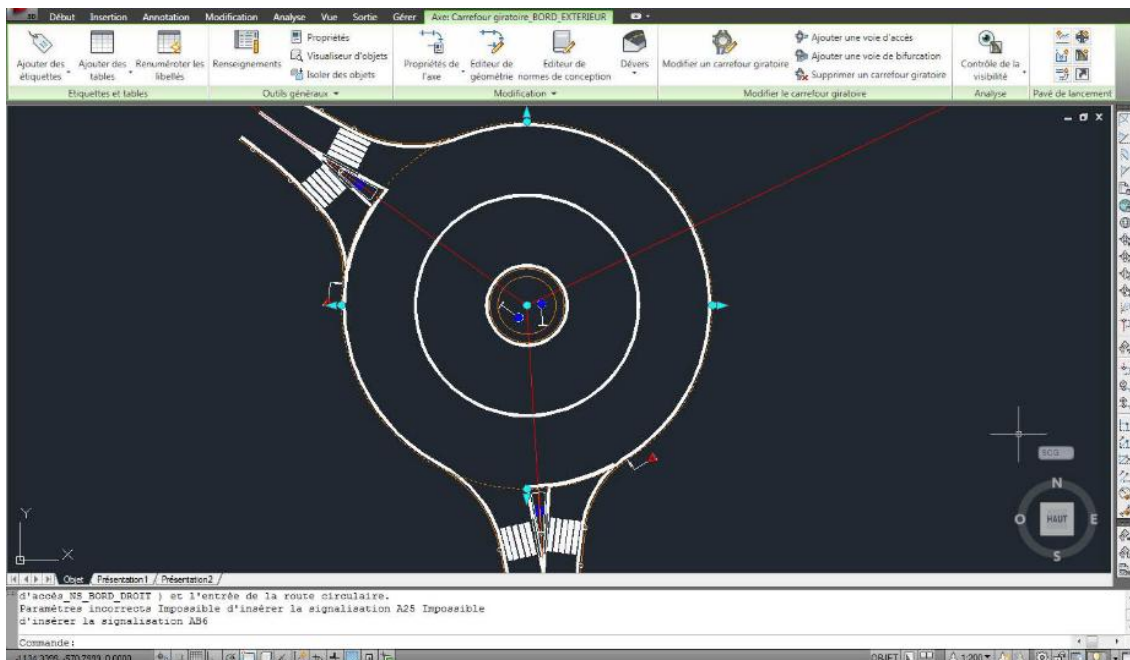 Début Insertion Annotation Modification Analyse Vue Sortie Gérer Axe: Carrefour giratoire_BORD_EXTERIEUR
Ajouter des étiquettes
Ajouter des tables
Renuméroter les libellés
Renseignements
Propriétés
Visualiseur d'objets
Isoler des objets
Propriétés de l'axe
Editeur de géométrie
Editeur de normes de conception
Dévers
Modifier un carrefour giratoire
Ajouter une voie d'accès
Ajouter une voie de bifurcation
Supprimer un carrefour giratoire
Contrôle de la visibilité
Etiquettes et tables
Outils généraux
Modification
Modifier le carrefour giratoire
Analyse
Pavé de lancement
SCG
N
O
HAUT
E
S
Y
X
Objet Présentation1 Présentation2
d'accès_NS_BORD_DROIT ) et l'entrée de la route circulaire.
Paramètres incorrects Impossible d'insérer la signalisation A25 Impossible
d'insérer la signalisation AB6
Commande:
OBJET
1:200